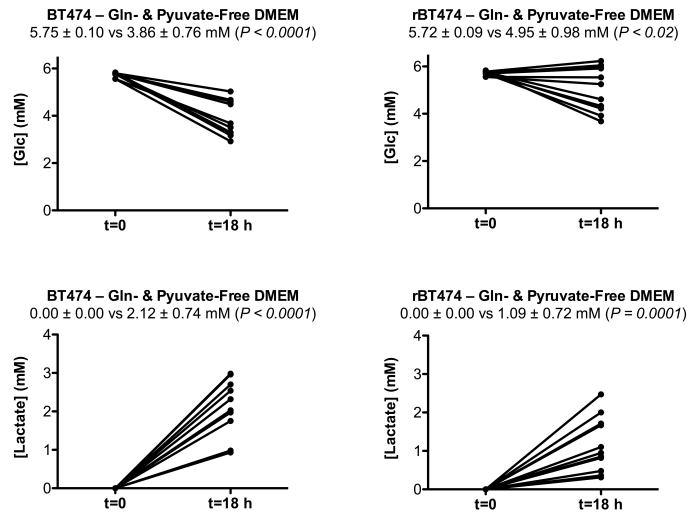 BT474 – Gln- & Pyuvate-Free DMEM
5.75 ± 0.10 vs 3.86 ± 0.76 mM (P < 0.0001)
6
4
2
0
[Glc] (mM)
t=0 t=18 h
rBT474 – Gln- & Pyuvate-Free DMEM
5.72 ± 0.09 vs 4.95 ± 0.98 mM (P < 0.02)
6
4
2
0
[Glc] (mM)
t=0 t=18 h
BT474 – Gln- & Pyuvate-Free DMEM
0.00 ± 0.00 vs 2.12 ± 0.74 mM (P < 0.0001)
4
3
2
1
0
[Lactate] (mM)
t=0 t=18 h
rBT474 – Gln- & Pyruvate-Free DMEM
0.00 ± 0.00 vs 1.09 ± 0.72 mM (P = 0.0001)
4
3
2
1
0
[Lactate] (mM)
t=0 t=18 h